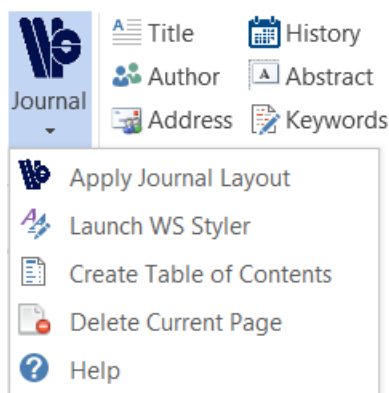 Title
History
Author
Abstract
Journal
Address
Keywords
Apply Journal Layout
Launch WS Styler
Create Table of Contents
Delete Current Page
Help